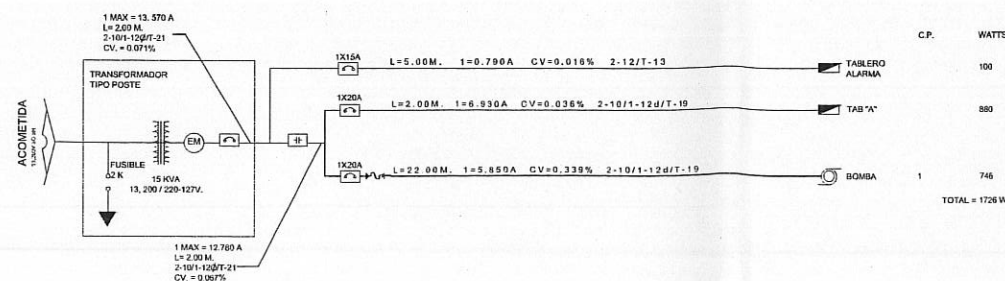 1 MAX = 13.570 A
L= 2.00 M.
2-10/1-12∅/T-21
CV. = 0.071%
C.P. WATTS
TRANSFORMADOR
TIPO POSTE
1X15A
L=5.00M. 1=0.790A CV=0.016% 2-12/T-13
TABLERO
ALARMA
100
1X20A
L=2.00M. 1=6.930A CV=0.036% 2-10/1-12d/T-19
TAB "A"
880
ACOMETIDA
EM
FUSIBLE
2 K
15 KVA
13, 200 / 220-127V.
1X20A
L=22.00M. 1=5.850A CV=0.339% 2-10/1-12d/T-19
BOMBA 1 746
TOTAL = 1726 W
1 MAX = 12.780 A
L= 2.00 M.
2-10/1-12∅/T-21
CV. = 0.067%